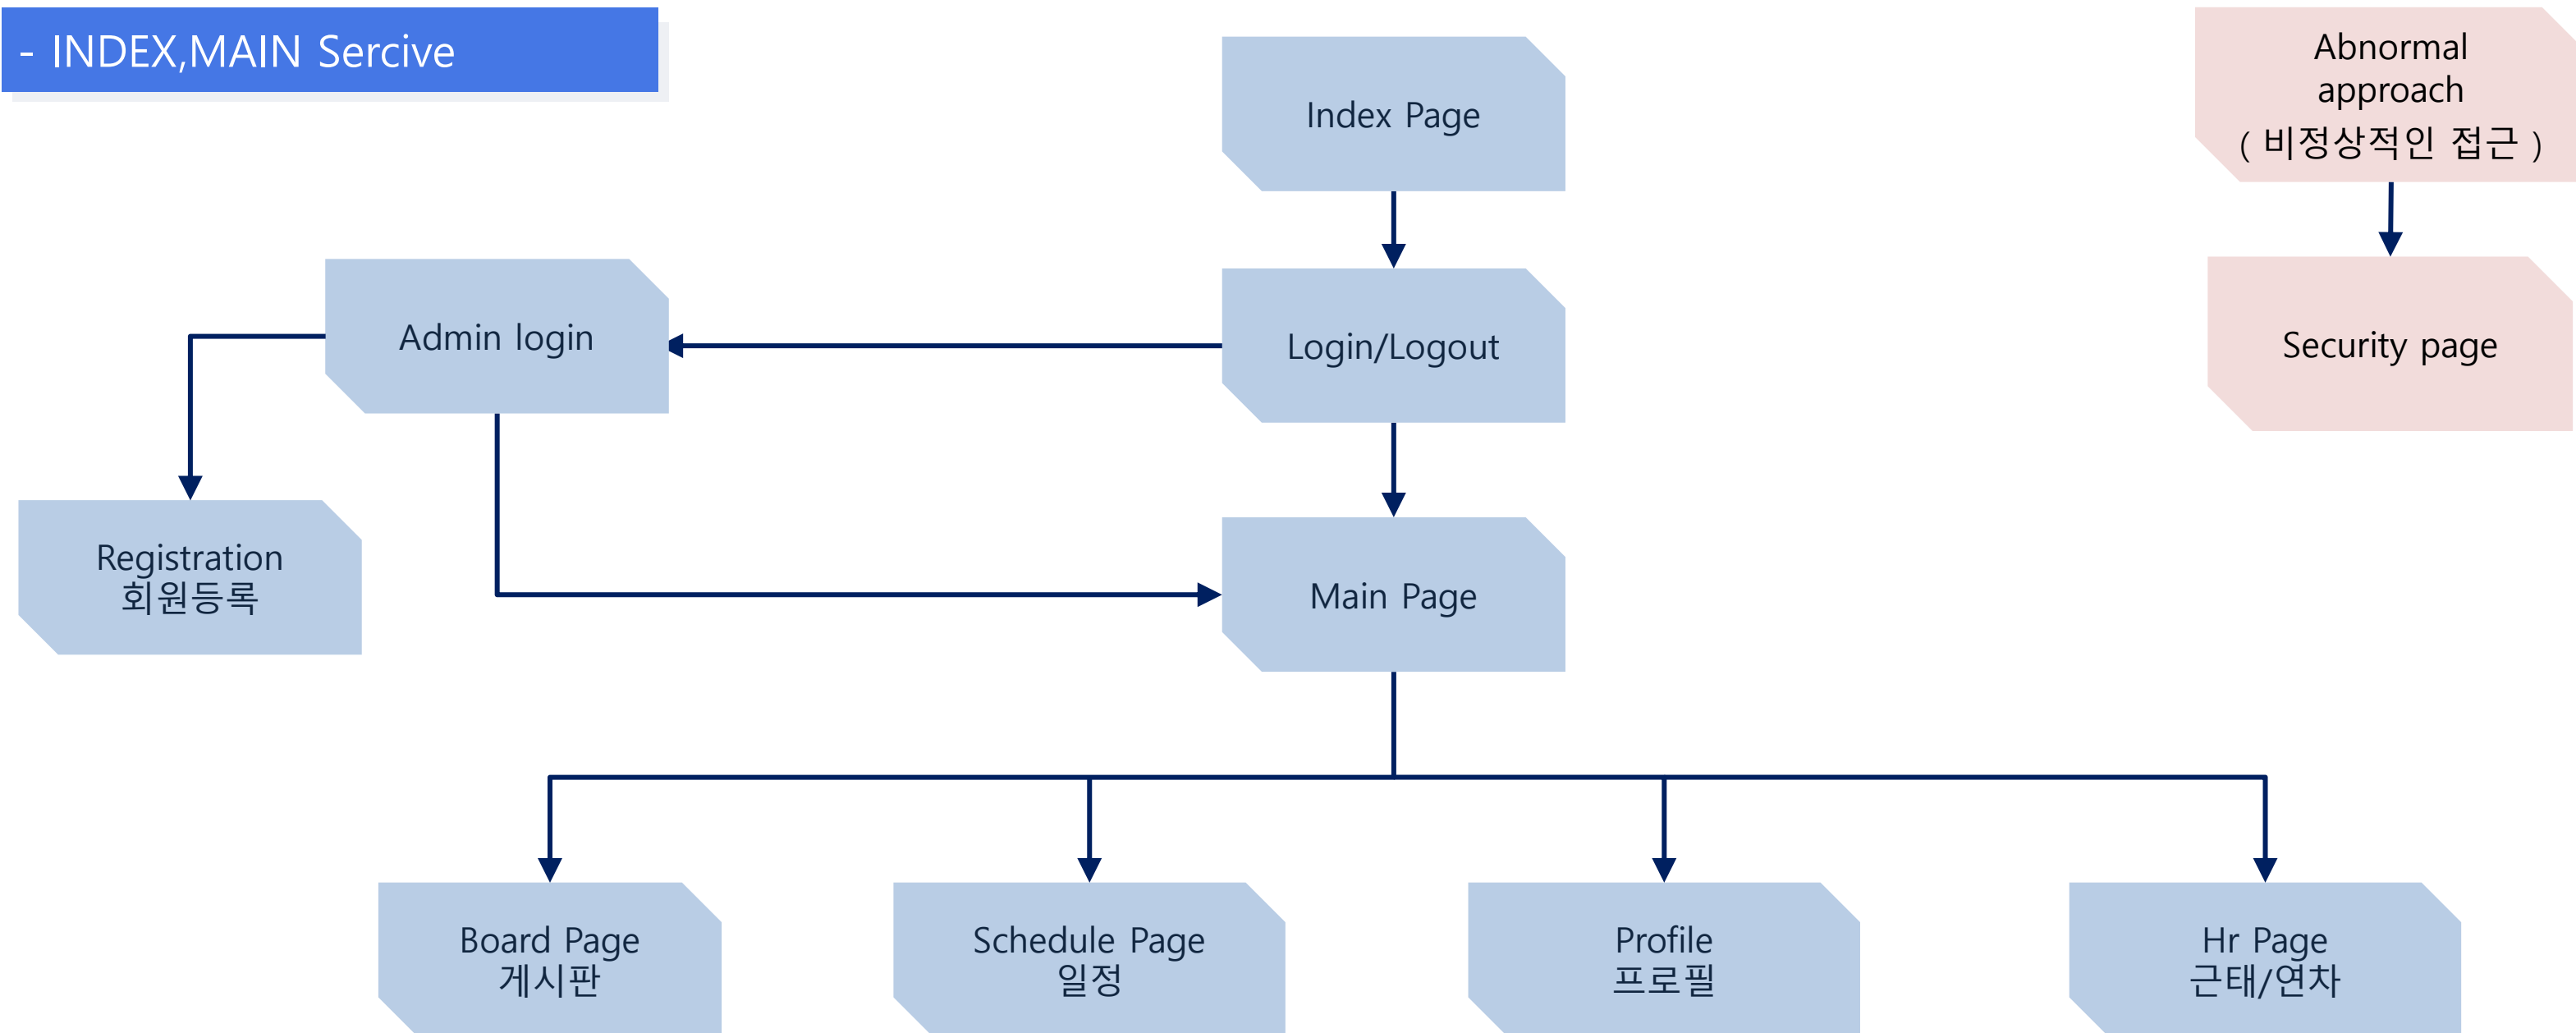 - INDEX,MAIN Sercive
Index Page
Abnormal
approach
( 비정상적인 접근 )
Admin login
Login/Logout
Security page
Registration
회원등록
Main Page
Board Page
게시판
Schedule Page
일정
Profile
프로필
Hr Page
근태/연차